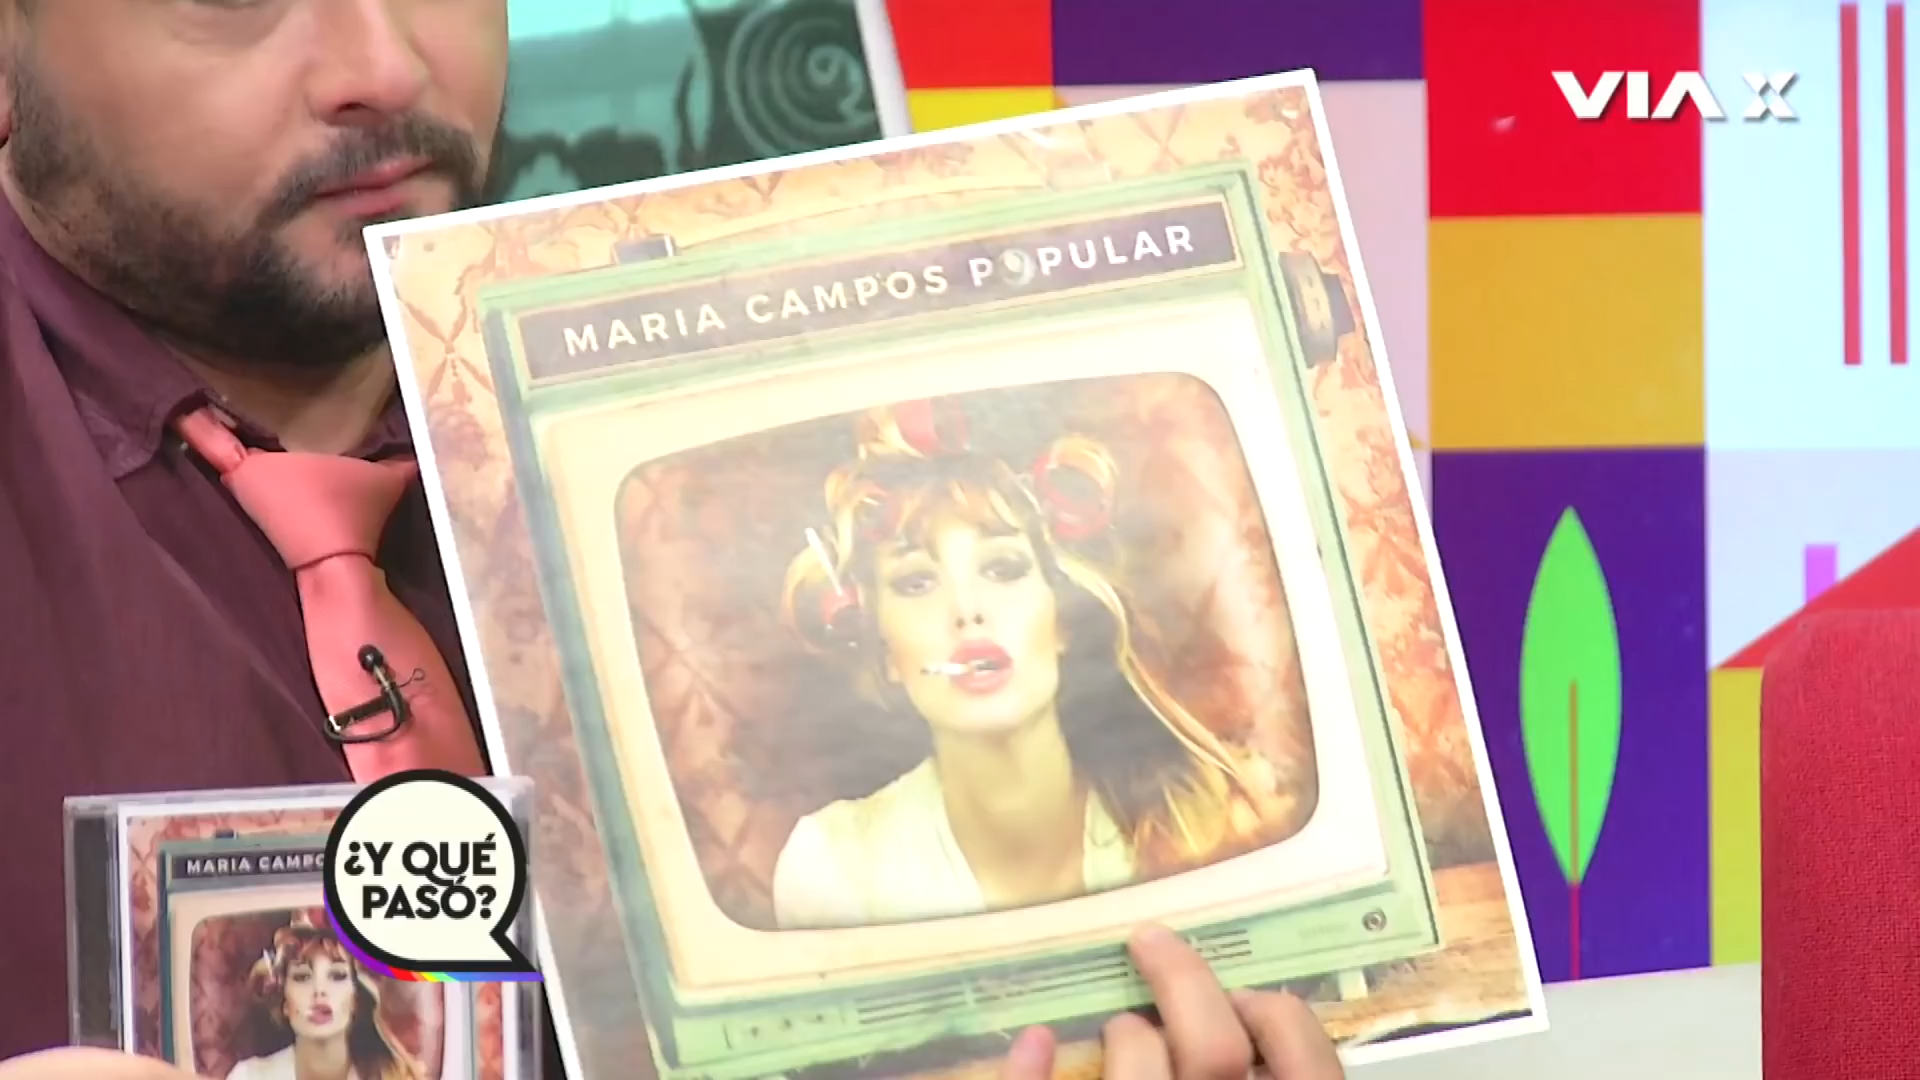 VIA X
MARIA CAMPOS POPULAR
MARIA CAMPO
¿Y QUÉ
PASÓ?